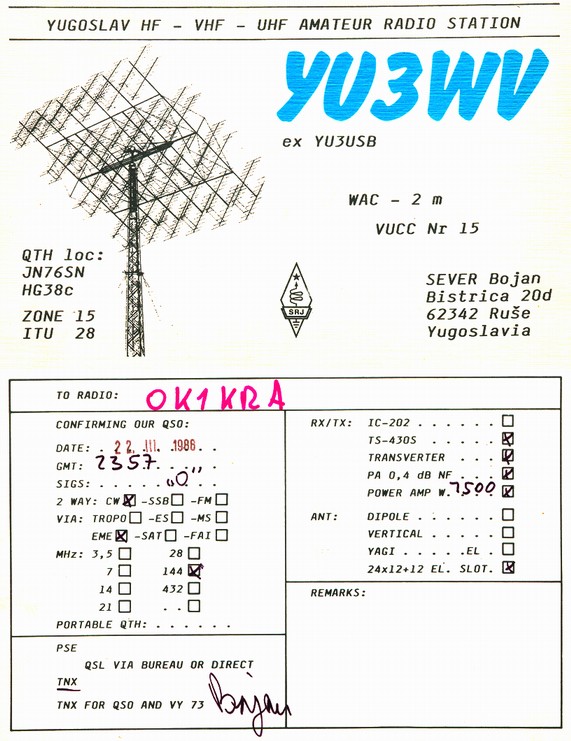 YUGOSLAV HF - VHF - UHF AMATEUR RADIO STATION
YU3WV
ex YU3USB
WAC - 2 m
VUCC Nr 15
QTH loc:
JN76SN
HG38c
ZONE 15
ITU 28
SRJ
SEVER Bojan
Bistrica 20d
62342 Ruše
Yugoslavia
TO RADIO: OK1KRA
CONFIRMING OUR QSO:
DATE: . 22. III. .1986. .
GMT: 2357 . . .
SIGS: . . . . . . „O"
2 WAY: CW☒ -SSB☐ -FM☐
VIA: TROPO☐ -ES☐ -MS☐
EME☒ -SAT☐ -FAI☐
MHz: 3,5☐ 28☐
7☐ 144☒
14☐ 432☐
21☐ . .☐
PORTABLE QTH: . . . . . .
PSE
QSL VIA BUREAU OR DIRECT
TNX
TNX FOR QSO AND VY 73 Bojan
RX/TX: IC-202 . . . . . . ☐
TS-430S . . . . . ☒
TRANSVERTER . . . ☒
PA 0,4 dB NF . . . ☒
POWER AMP W. 1500 ☒
ANT: DIPOLE . . . . . . ☐
VERTICAL . . . . . ☐
YAGI . . . . . .EL . ☐
24x12+12 EL. SLOT. ☒
REMARKS: